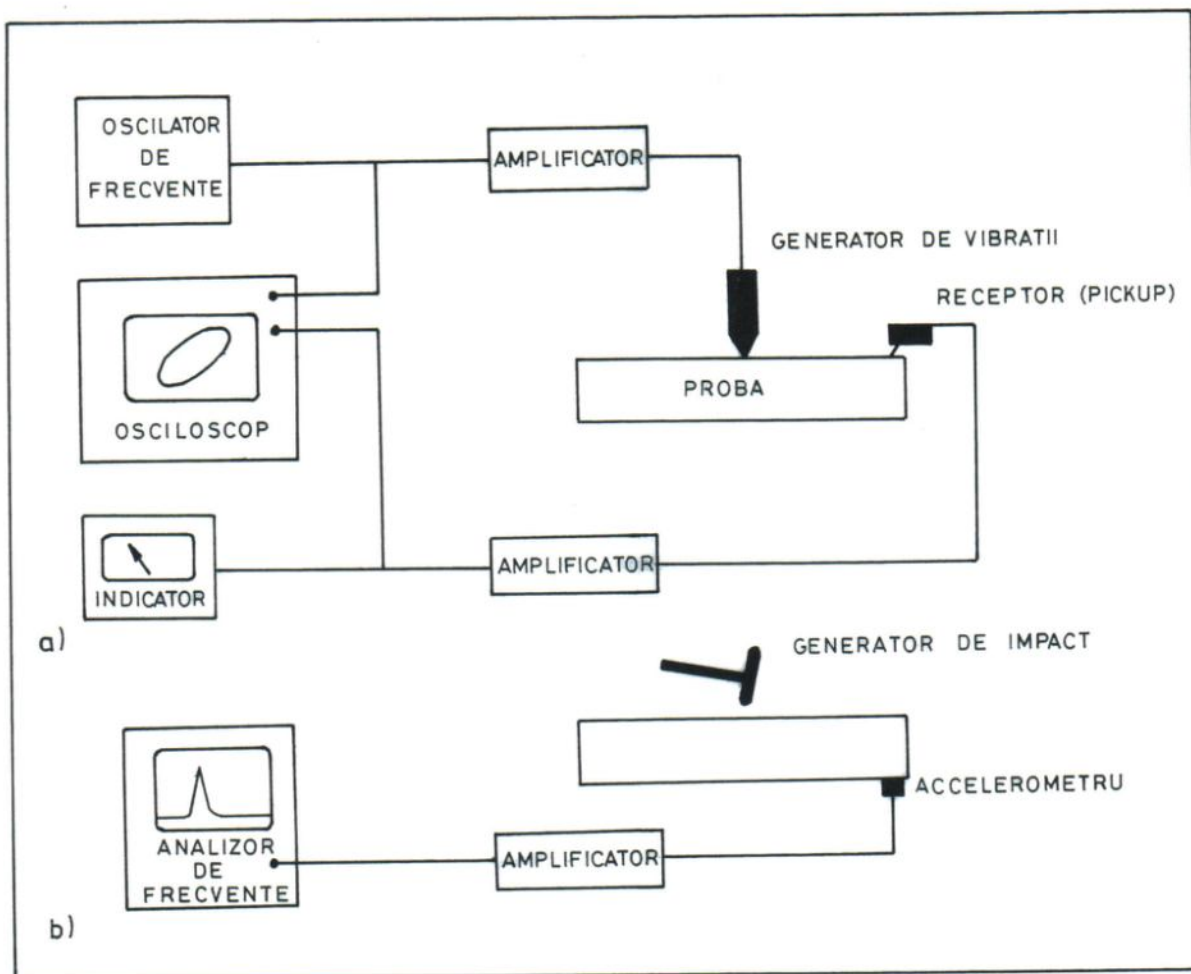 OSCILATOR
DE
FRECVENTE
AMPLIFICATOR
GENERATOR DE VIBRATII
RECEPTOR (PICKUP)
PROBA
OSCILOSCOP
AMPLIFICATOR
INDICATOR
a)
GENERATOR DE IMPACT
ACCELEROMETRU
ANALIZOR
DE
FRECVENTE
AMPLIFICATOR
b)